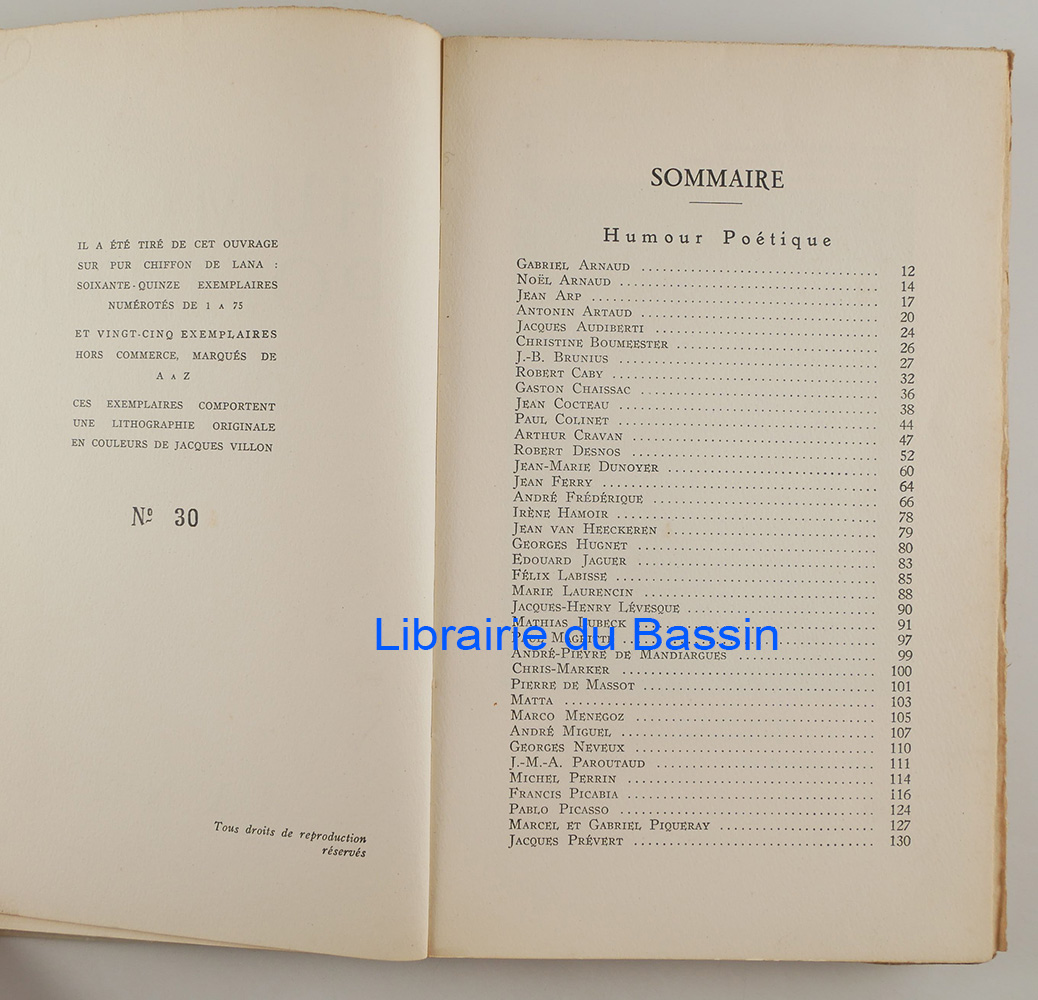 IL A ÉTÉ TIRÉ DE CET OUVRAGE
SUR PUR CHIFFON DE LANA :
SOIXANTE-QUINZE EXEMPLAIRES
NUMÉROTÉS DE 1 A 75
ET VINGT-CINQ EXEMPLAIRES
HORS COMMERCE, MARQUÉS DE
A A Z
CES EXEMPLAIRES COMPORTENT
UNE LITHOGRAPHIE ORIGINALE
EN COULEURS DE JACQUES VILLON
Nº 30
Tous droits de reproduction
réservés
SOMMAIRE
Humour Poétique
GABRIEL ARNAUD ........ 12
NOËL ARNAUD ........ 14
JEAN ARP ........ 17
ANTONIN ARTAUD ........ 20
JACQUES AUDIBERTI ........ 24
CHRISTINE BOUMEESTER ........ 26
J.-B. BRUNIUS ........ 27
ROBERT CABY ........ 32
GASTON CHAISSAC ........ 36
JEAN COCTEAU ........ 38
PAUL COLINET ........ 44
ARTHUR CRAVAN ........ 47
ROBERT DESNOS ........ 52
JEAN-MARIE DUNOYER ........ 60
JEAN FERRY ........ 64
ANDRÉ FRÉDÉRIQUE ........ 66
IRÈNE HAMOIR ........ 78
JEAN VAN HEECKEREN ........ 79
GEORGES HUGNET ........ 80
EDOUARD JAGUER ........ 83
FÉLIX LABISSE ........ 85
MARIE LAURENCIN ........ 88
JACQUES-HENRY LÉVESQUE ........ 90
MATHIAS LUBECK ........ 91
PAUL MAGRITTE ........ 97
Librairie du Bassin
ANDRÉ-PIEYRE DE MANDIARGUES ........ 99
CHRIS-MARKER ........ 100
PIERRE DE MASSOT ........ 101
MATTA ........ 103
MARCO MENEGOZ ........ 105
ANDRÉ MIGUEL ........ 107
GEORGES NEVEUX ........ 110
J.-M.-A. PAROUTAUD ........ 111
MICHEL PERRIN ........ 114
FRANCIS PICABIA ........ 116
PABLO PICASSO ........ 124
MARCEL ET GABRIEL PIQUERAY ........ 127
JACQUES PRÉVERT ........ 130